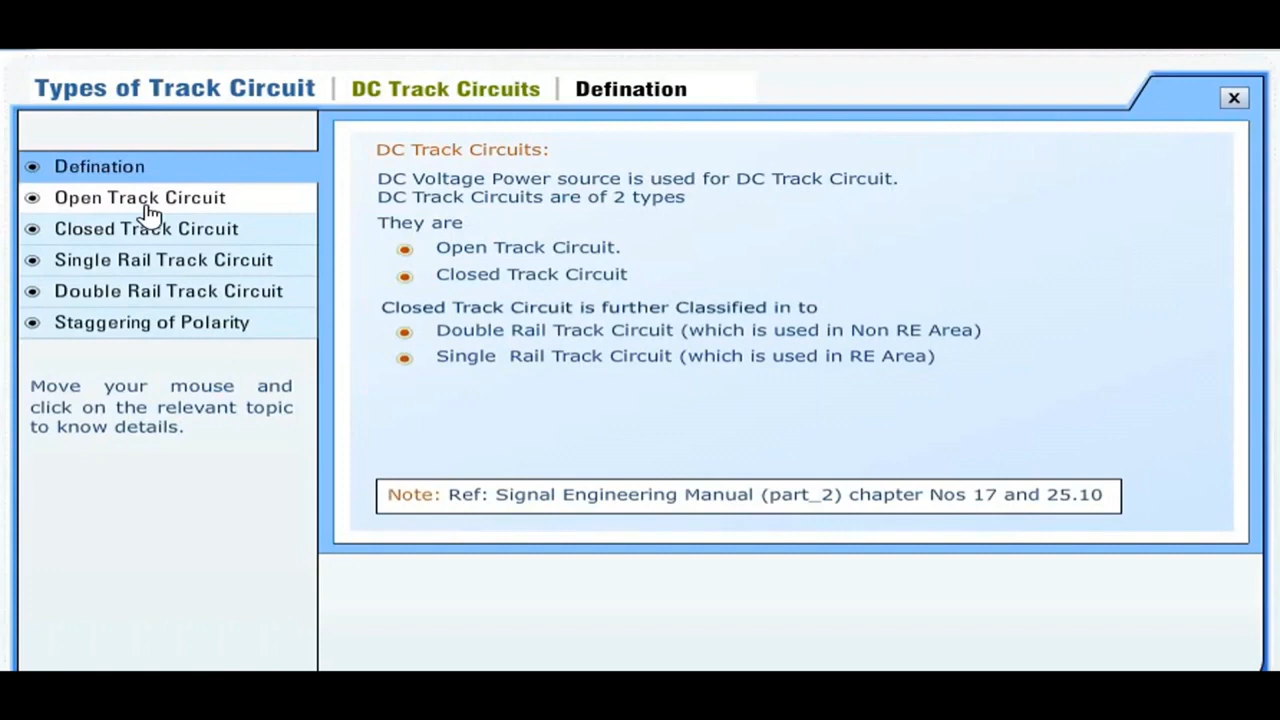 Types of Track Circuit | DC Track Circuits | Defination
X
Defination
Open Track Circuit
Closed Track Circuit
Single Rail Track Circuit
Double Rail Track Circuit
Staggering of Polarity
Move your mouse and
click on the relevant topic
to know details.
DC Track Circuits:
DC Voltage Power source is used for DC Track Circuit.
DC Track Circuits are of 2 types
They are
Open Track Circuit.
Closed Track Circuit
Closed Track Circuit is further Classified in to
Double Rail Track Circuit (which is used in Non RE Area)
Single Rail Track Circuit (which is used in RE Area)
Note: Ref: Signal Engineering Manual (part_2) chapter Nos 17 and 25.10